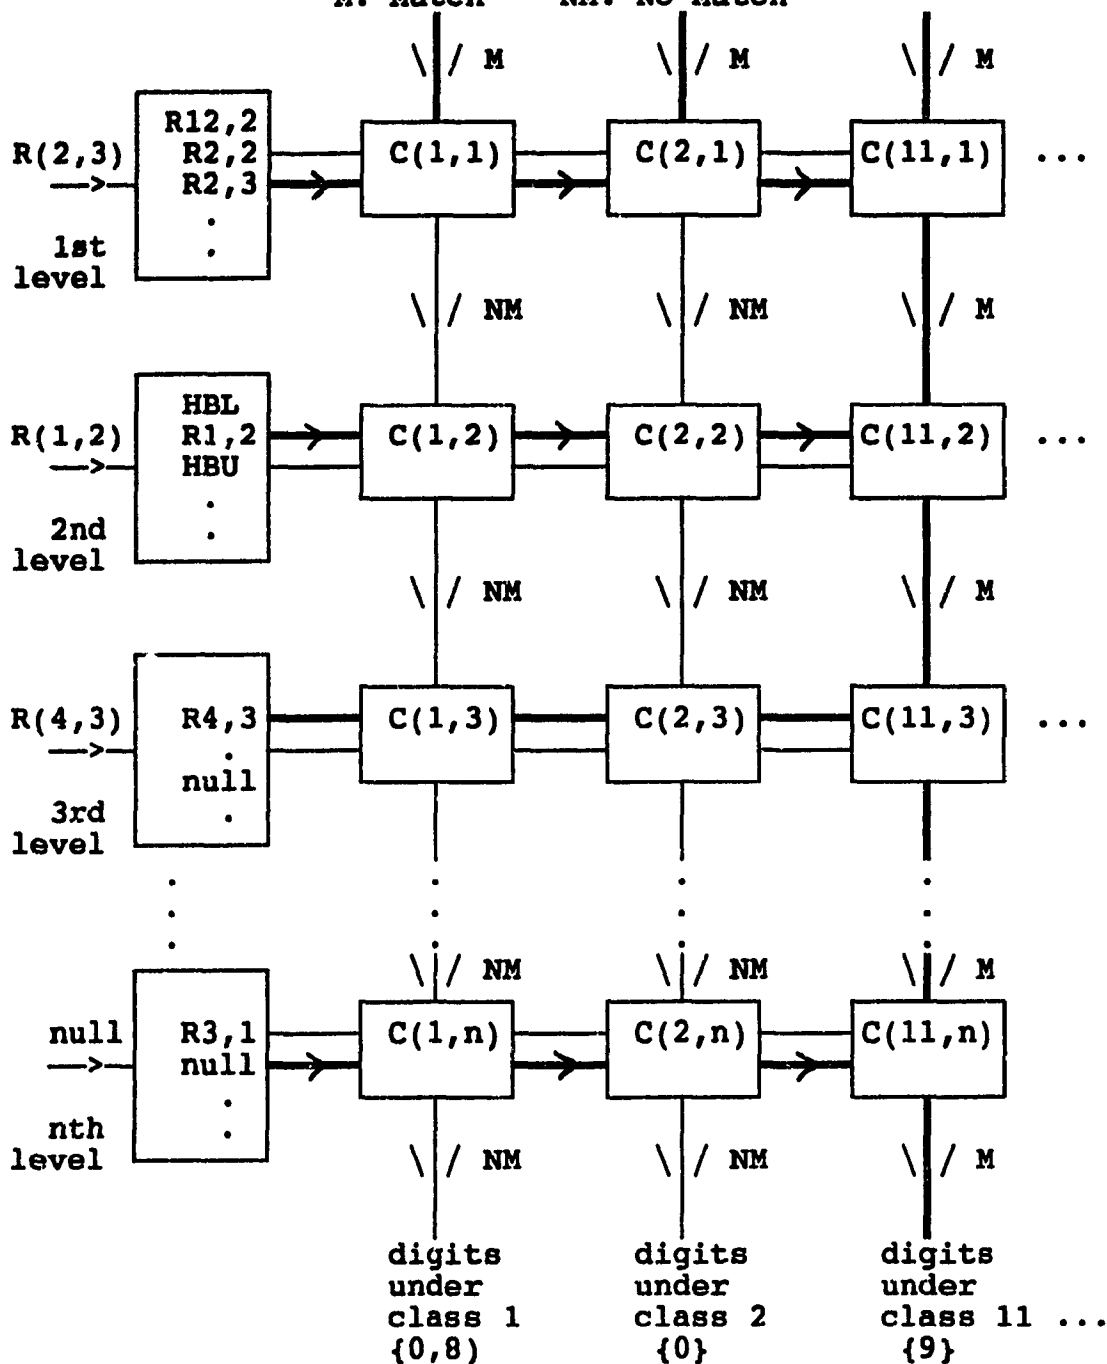 M: Match NM: No Match
\/ M \/ M \/ M
R12,2
R(2,3) R2,2 C(1,1) C(2,1) C(11,1) ...
—>— R2,3
.
1st .
level
\/ NM \/ NM \/ M
HBL
R(1,2) R1,2 C(1,2) C(2,2) C(11,2) ...
—>— HBU
.
2nd .
level
\/ NM \/ NM \/ M
R(4,3) R4,3 C(1,3) C(2,3) C(11,3) ...
—>— .
null
3rd .
level
. . . .
. . . .
. . . .
\/ NM \/ NM \/ M
null R3,1 C(1,n) C(2,n) C(11,n)
—>— null
.
nth .
level \/ NM \/ NM \/ M
digits digits digits
under under under
class 1 class 2 class 11 ...
{0,8) {0} {9}